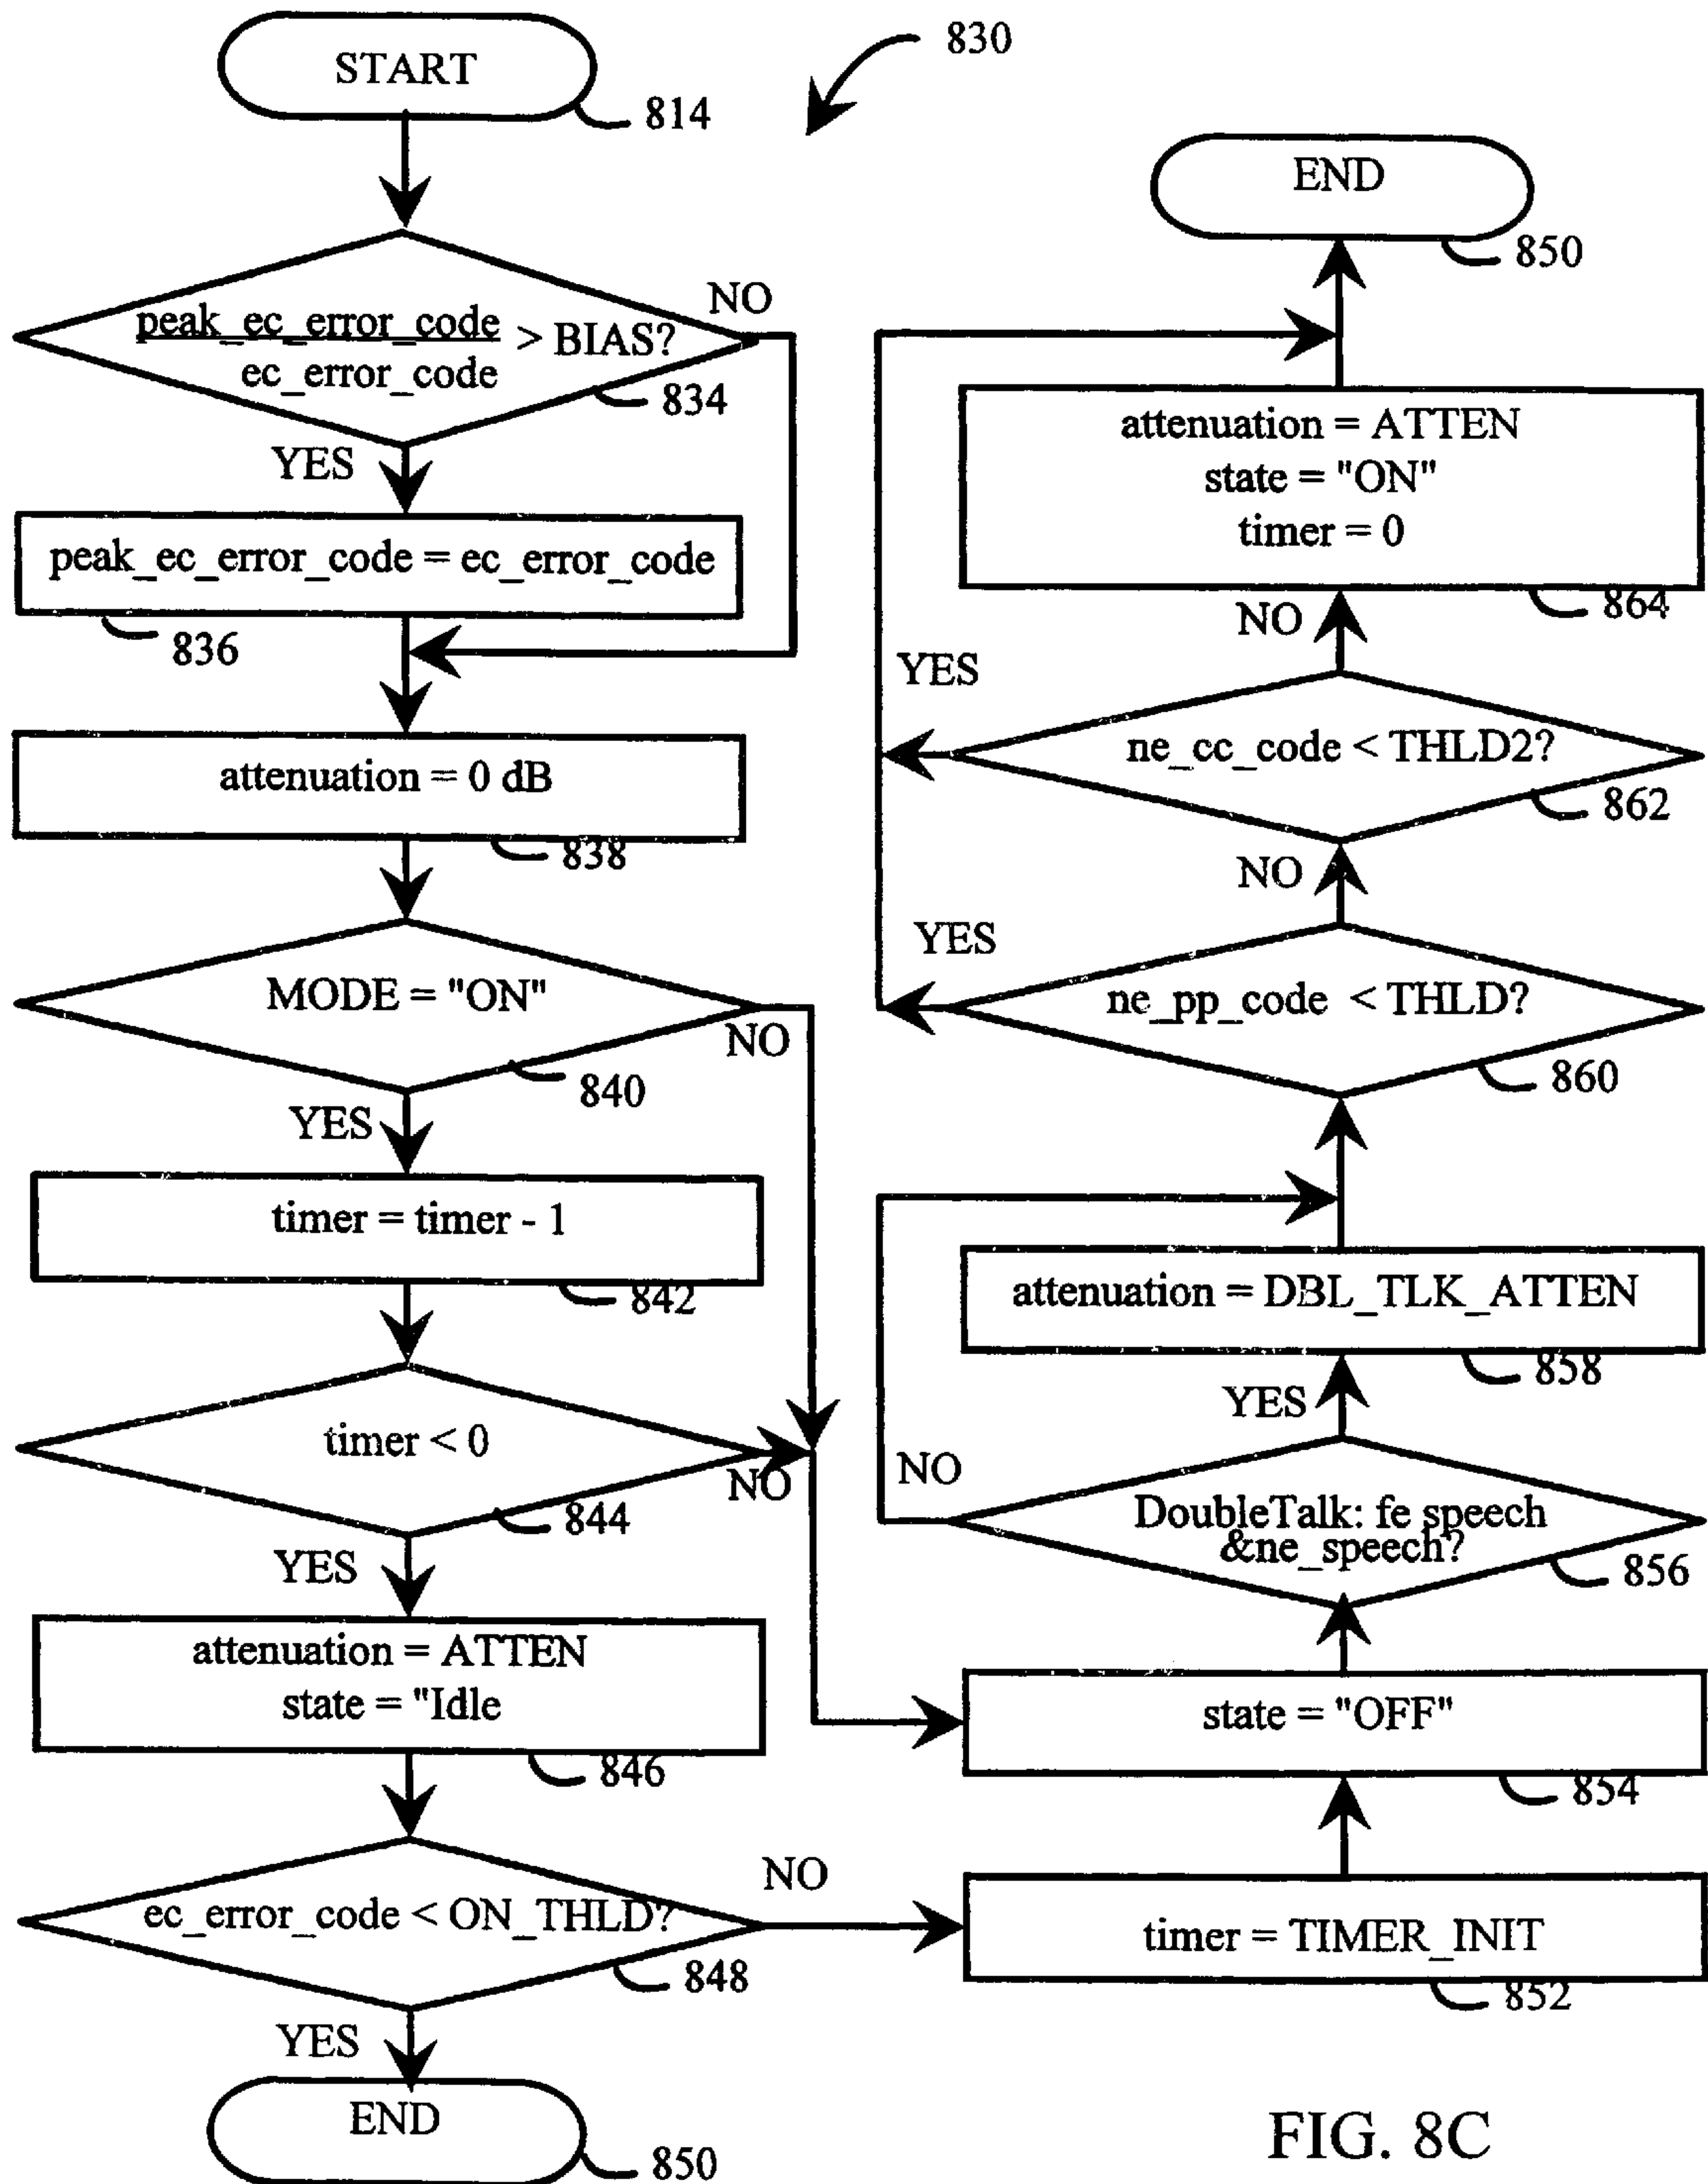 START
814
830
peak_ec_error_code
ec_error_code
> BIAS?
834
NO
YES
peak_ec_error_code = ec_error_code
836
attenuation = 0 dB
838
MODE = "ON"
840
NO
YES
timer = timer - 1
842
timer < 0
844
NO
YES
attenuation = ATTEN
state = "Idle
846
ec_error_code < ON_THLD?
848
NO
YES
END
850
END
850
attenuation = ATTEN
state = "ON"
timer = 0
864
NO
YES
ne_cc_code < THLD2?
862
NO
YES
ne_pp_code < THLD?
860
attenuation = DBL_TLK_ATTEN
858
YES
NO
DoubleTalk: fe speech
&ne_speech?
856
state = "OFF"
854
timer = TIMER_INIT
852
FIG. 8C